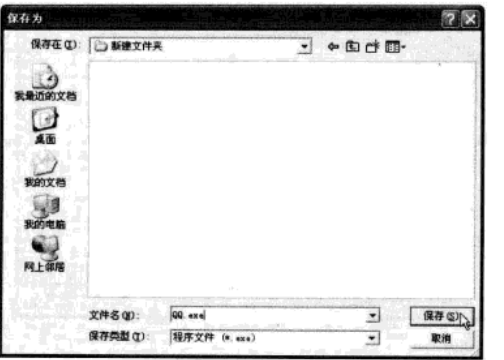 保存为
保存在(I):
新建文件夹
我最近的文档
桌面
我的文档
我的电脑
网上邻居
文件名(N):
QQ.exe
保存(S)
保存类型(T):
程序文件 (*.exe)
取消